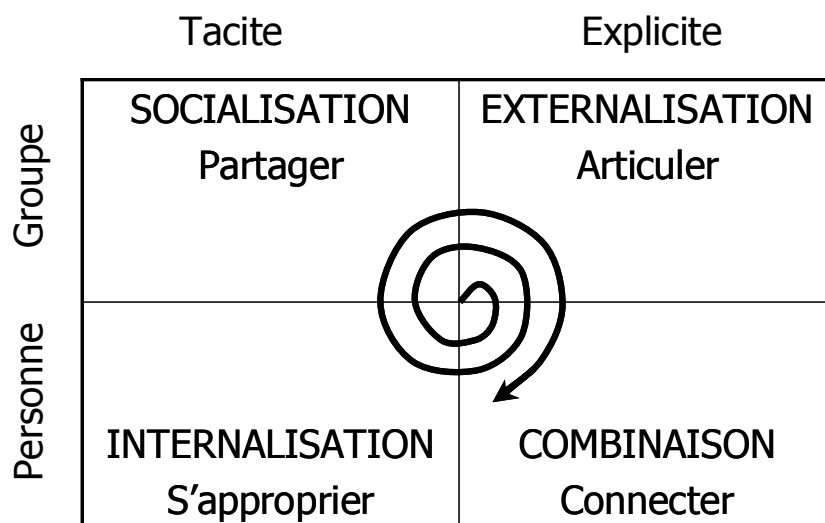 Tacite Explicite
Groupe
SOCIALISATION EXTERNALISATION
Partager Articuler
Personne
INTERNALISATION COMBINAISON
S’approprier Connecter